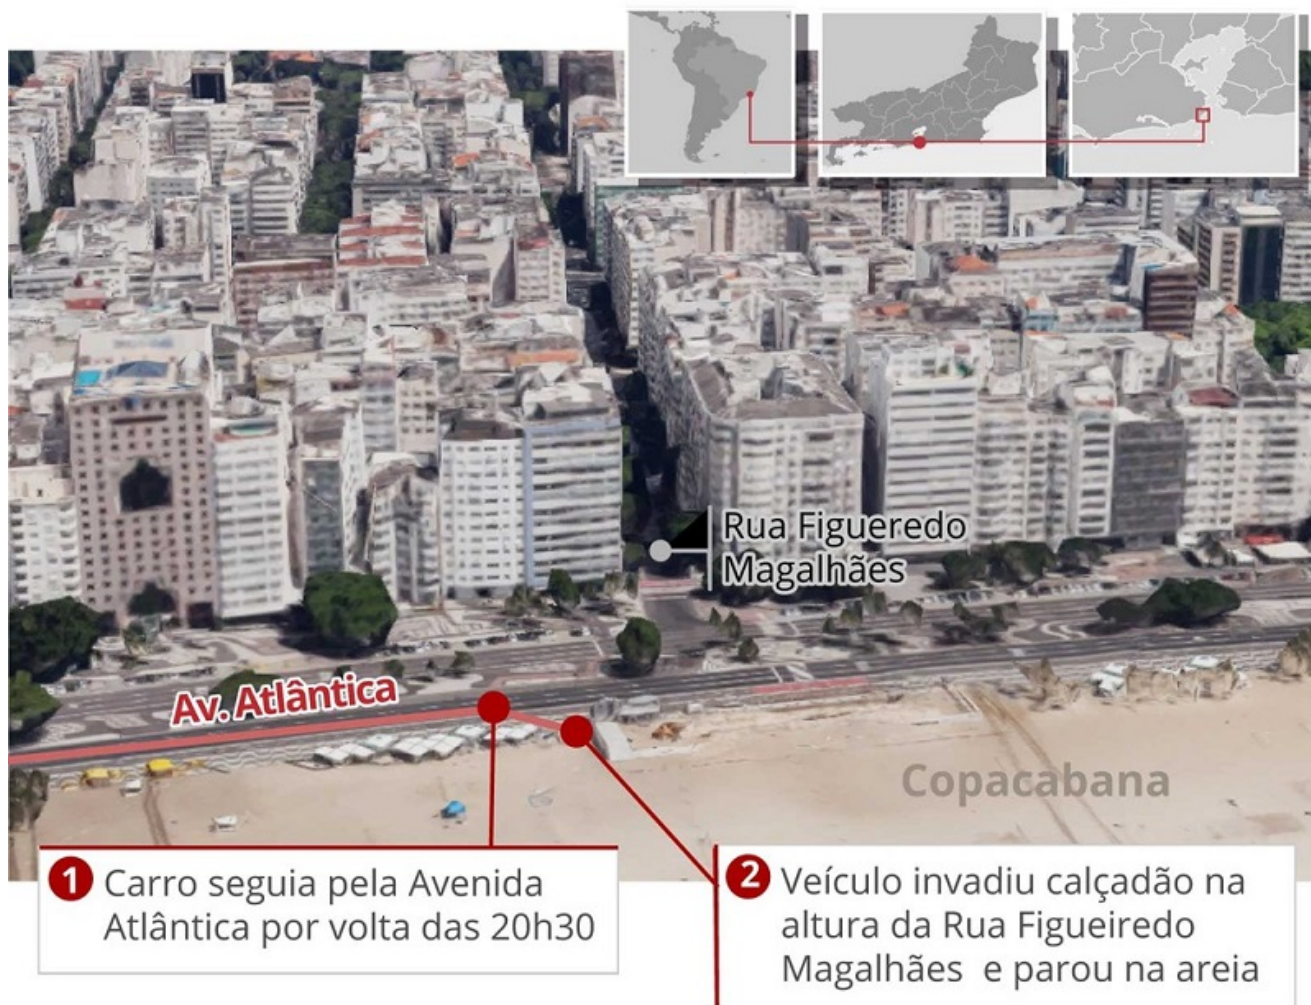 Rua Figueredo
Magalhães
Av. Atlântica
Copacabana
1 Carro seguia pela Avenida
Atlântica por volta das 20h30
2 Veículo invadiu calçadão na
altura da Rua Figueiredo
Magalhães e parou na areia